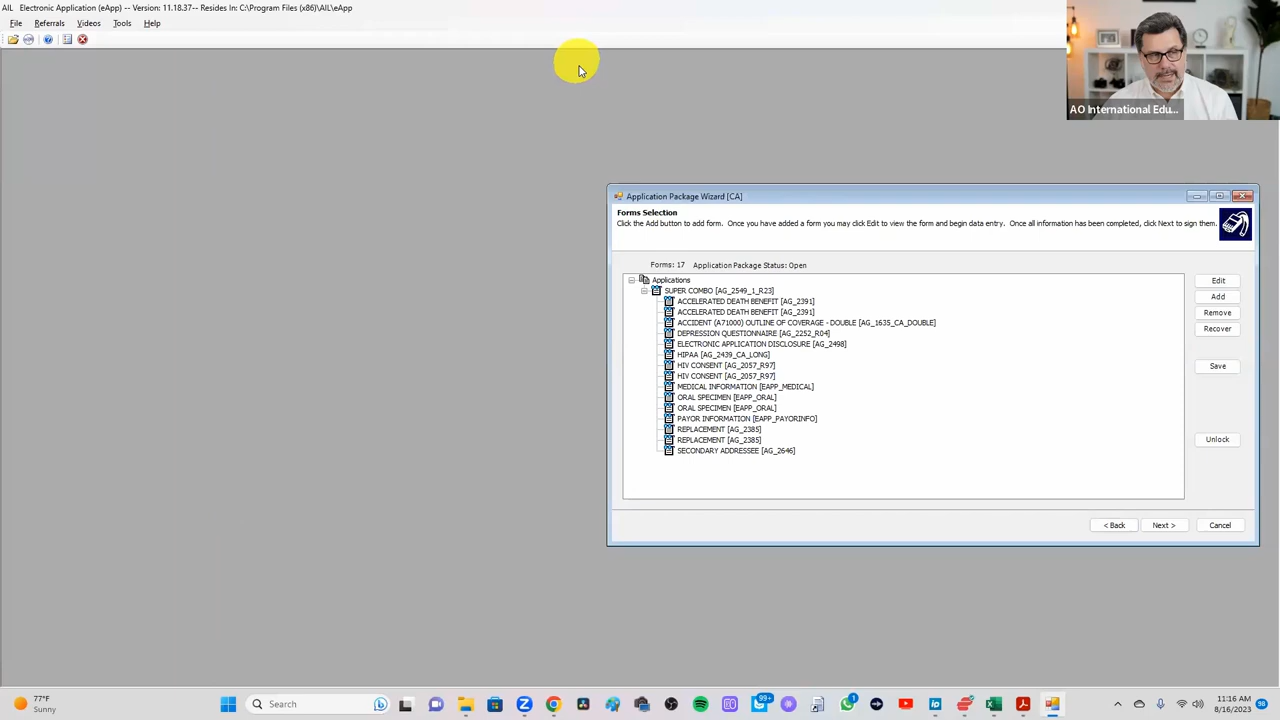 AIL   Electronic Application (eApp) -- Version: 11.18.37-- Resides In: C:\Program Files (x86)\AIL\eApp
File Referrals Videos Tools Help
AO International Edu...
Application Package Wizard [CA]
Forms Selection
Click the Add button to add form. Once you have added a form you may click Edit to view the form and begin data entry. Once all information has been completed, click Next to sign them.
Forms: 17 Application Package Status: Open
Applications
SUPER COMBO [AG_2549_1_R23]
ACCELERATED DEATH BENEFIT [AG_2391]
ACCELERATED DEATH BENEFIT [AG_2391]
ACCIDENT (A71000) OUTLINE OF COVERAGE - DOUBLE [AG_1635_CA_DOUBLE]
DEPRESSION QUESTIONNAIRE [AG_2252_R04]
ELECTRONIC APPLICATION DISCLOSURE [AG_2498]
HIPAA [AG_2439_CA_LONG]
HIV CONSENT [AG_2057_R97]
HIV CONSENT [AG_2057_R97]
MEDICAL INFORMATION [EAPP_MEDICAL]
ORAL SPECIMEN [EAPP_ORAL]
ORAL SPECIMEN [EAPP_ORAL]
PAYOR INFORMATION [EAPP_PAYORINFO]
REPLACEMENT [AG_2385]
REPLACEMENT [AG_2385]
SECONDARY ADDRESSEE [AG_2646]
Edit
Add
Remove
Recover
Save
Unlock
< Back Next > Cancel
77°F
Sunny
Search
99+
1
11:16 AM
8/16/2023
98